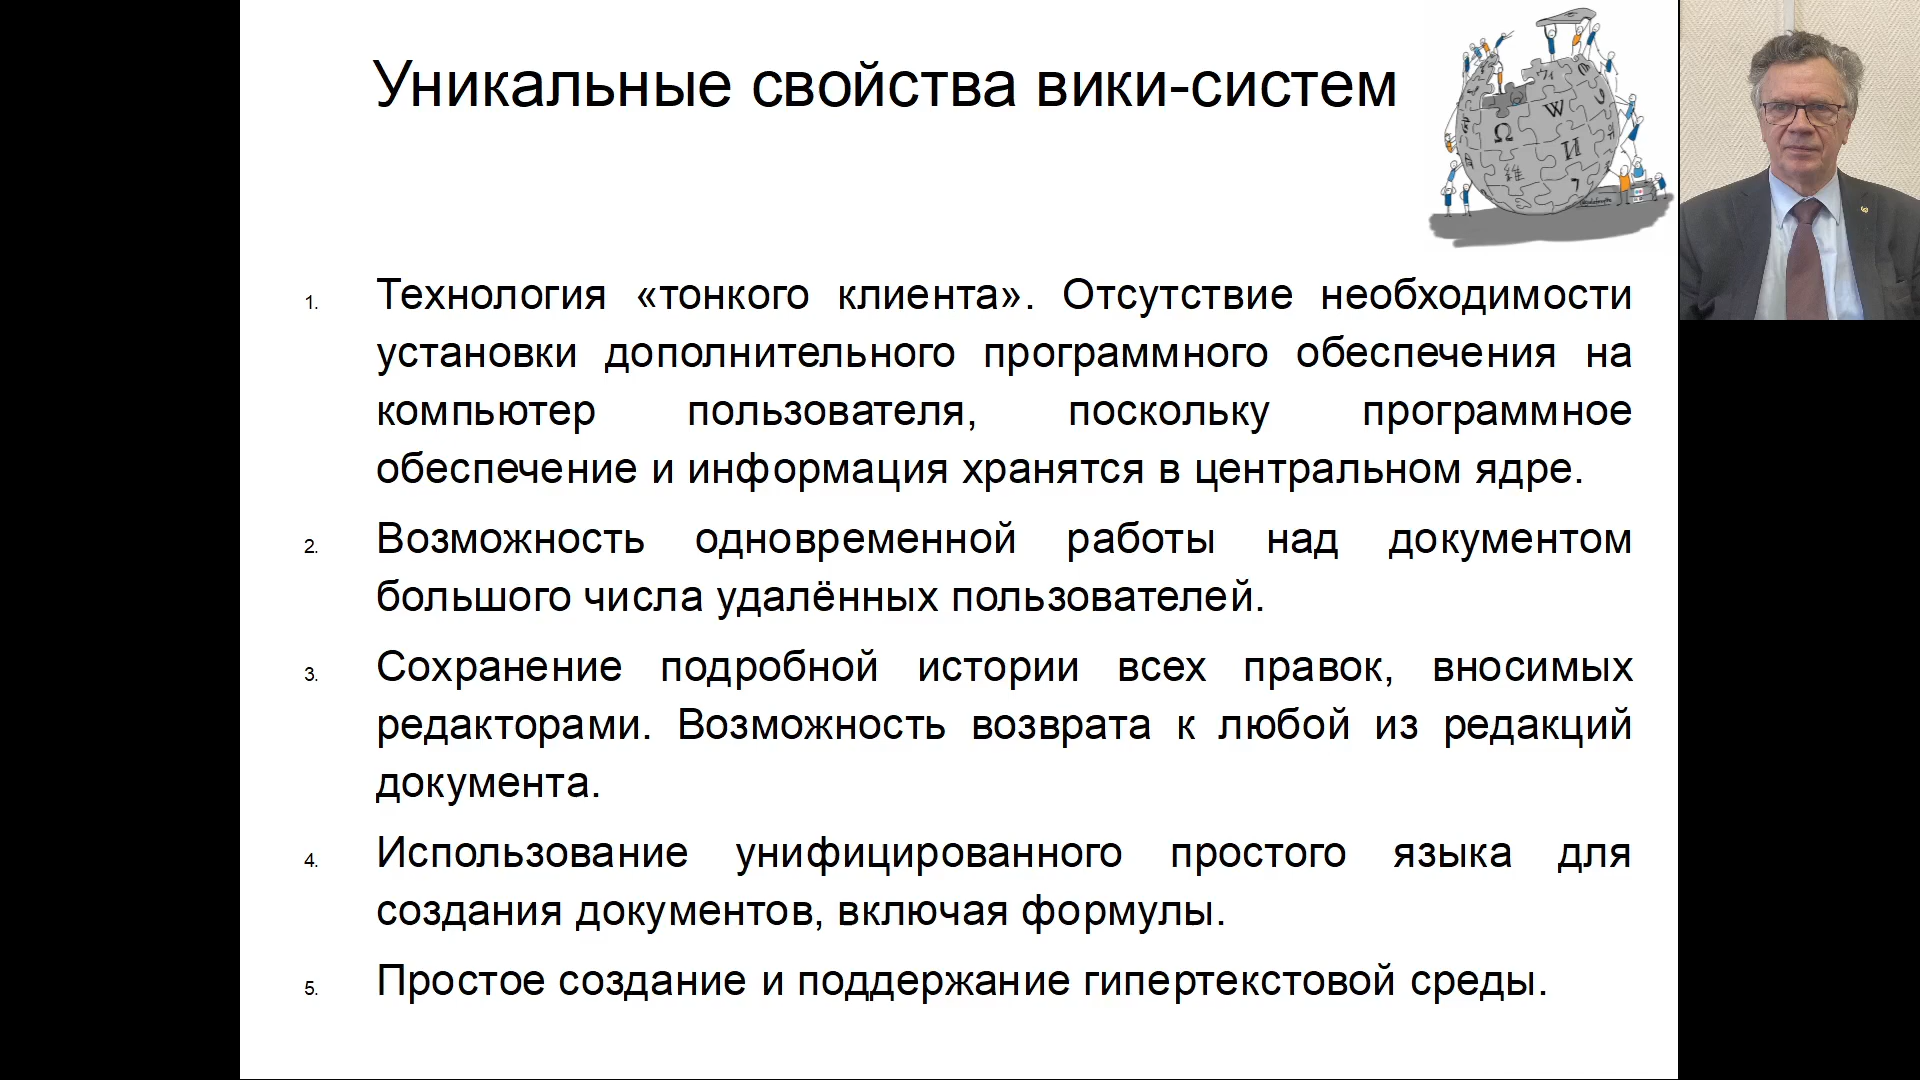 Уникальные свойства вики-систем
Ω W И 維 7
1. Технология «тонкого клиента». Отсутствие необходимости
установки дополнительного программного обеспечения на
компьютер пользователя, поскольку программное
обеспечение и информация хранятся в центральном ядре.
2. Возможность одновременной работы над документом
большого числа удалённых пользователей.
3. Сохранение подробной истории всех правок, вносимых
редакторами. Возможность возврата к любой из редакций
документа.
4. Использование унифицированного простого языка для
создания документов, включая формулы.
5. Простое создание и поддержание гипертекстовой среды.